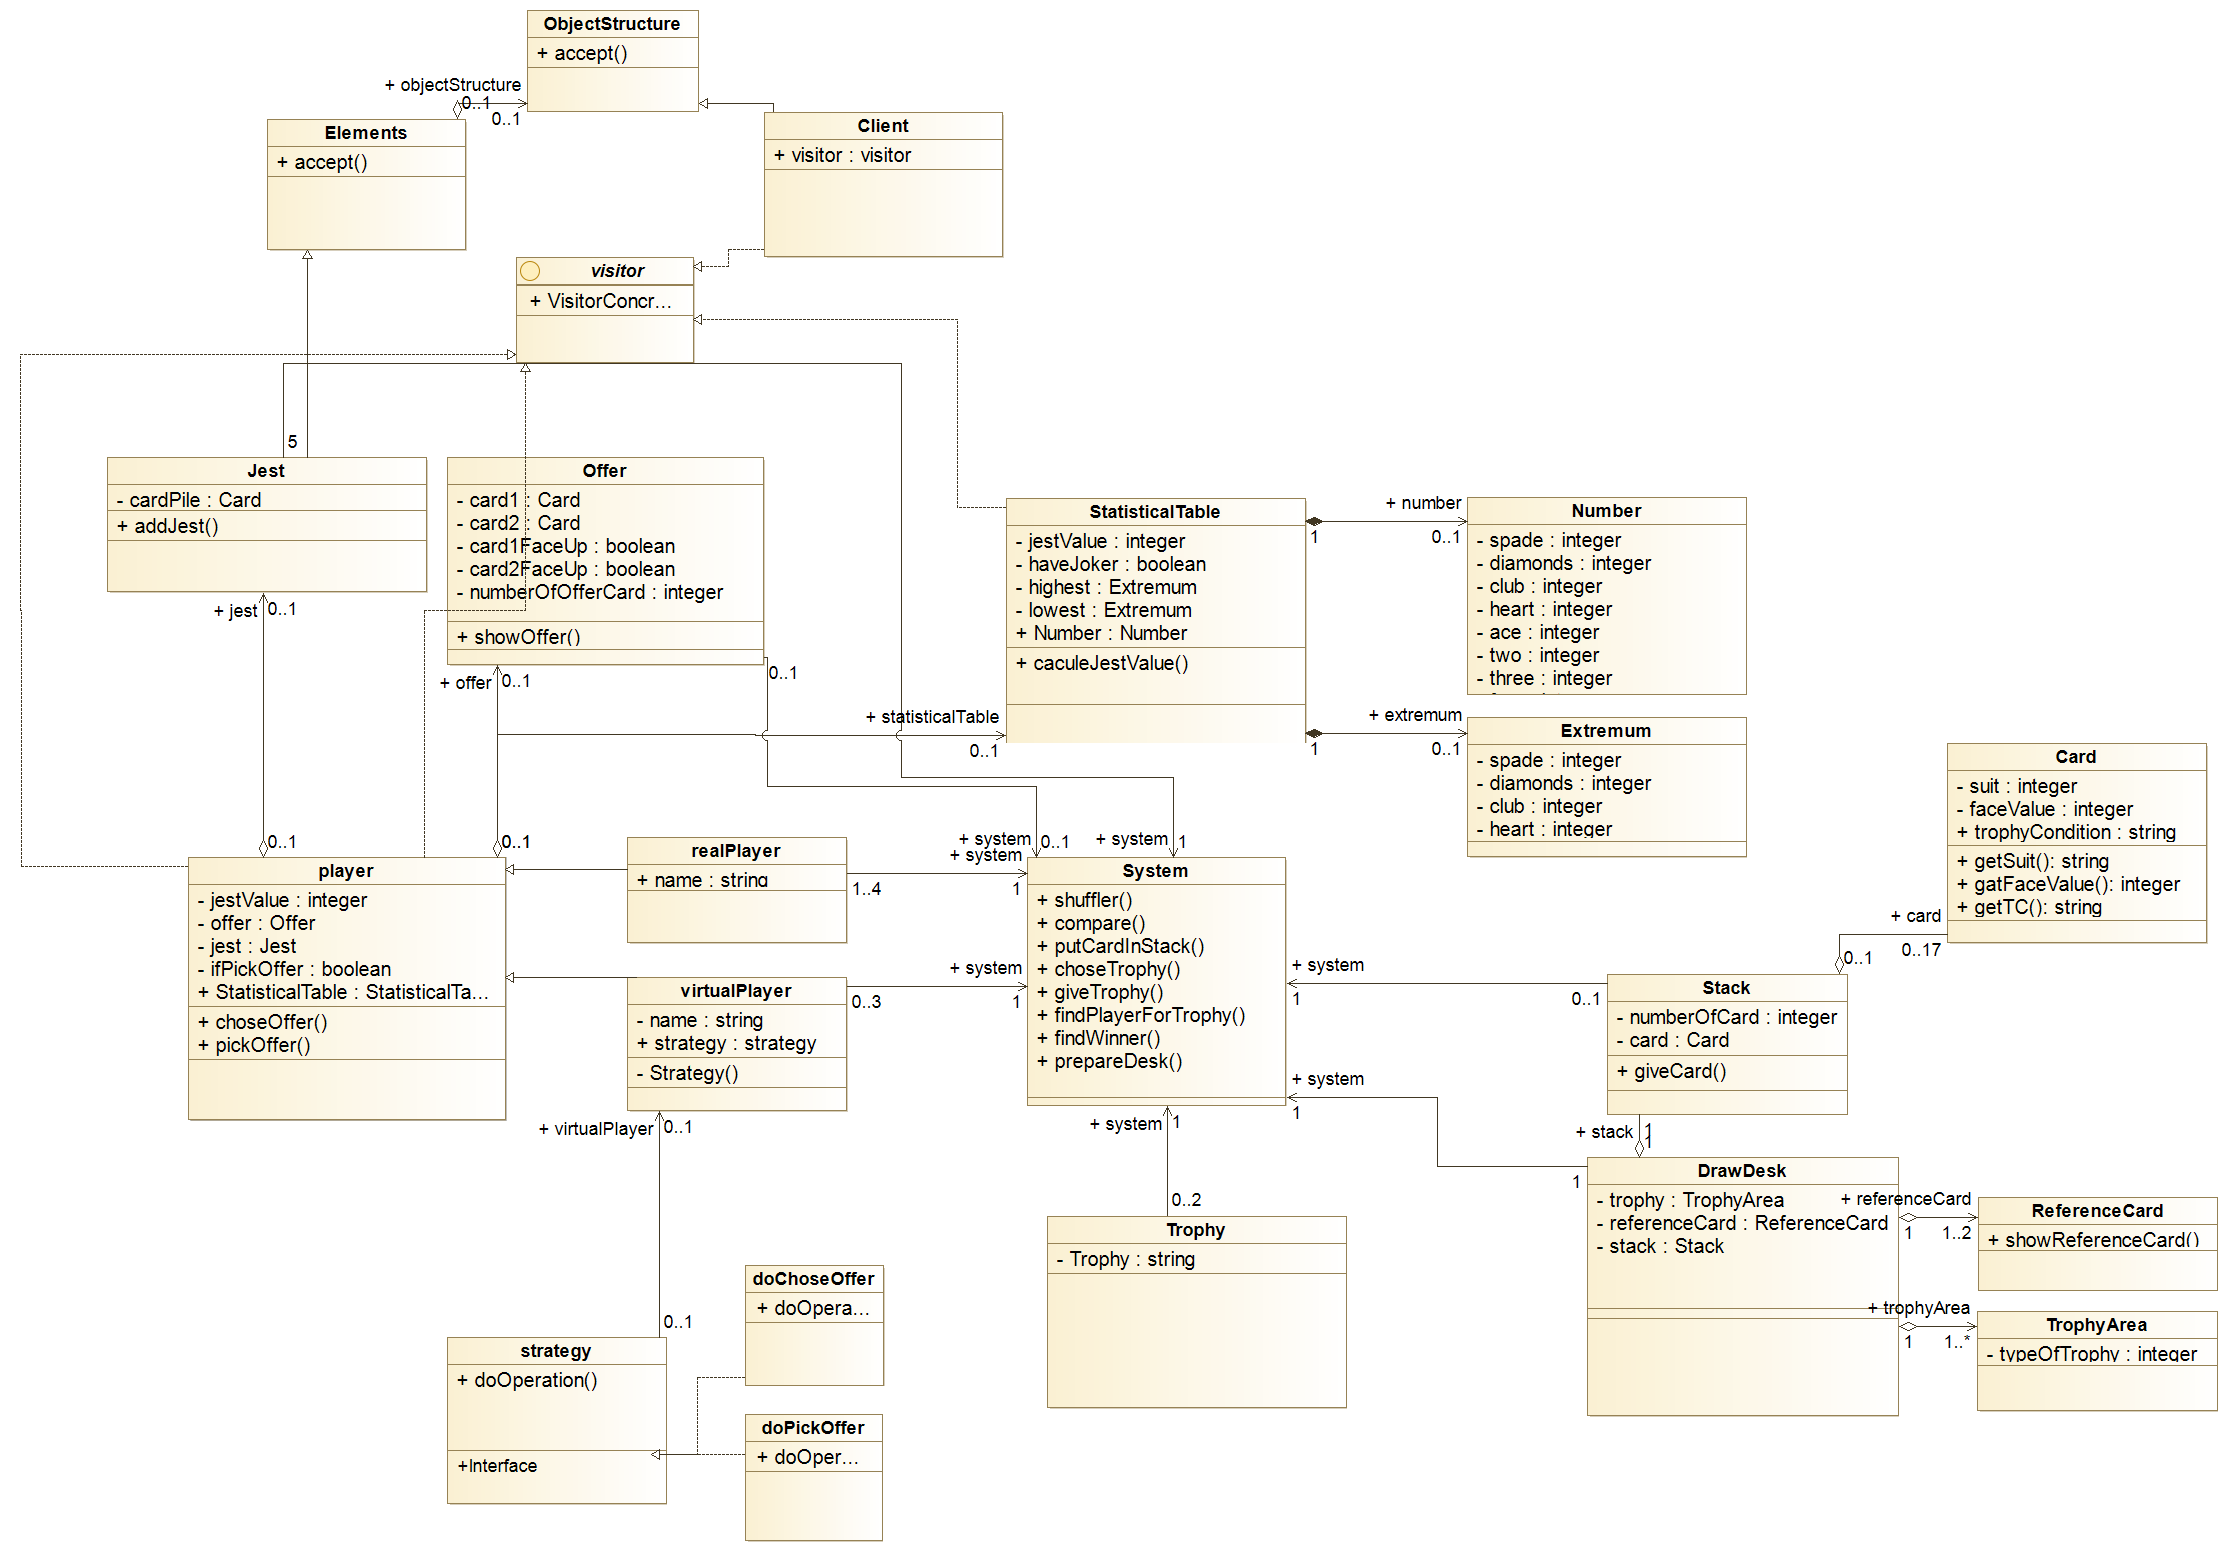 ObjectStructure
+ accept()
+ objectStructure
0..1
0..1
Elements
+ accept()
Client
+ visitor : visitor
visitor
+ VisitorConcr...
5
Jest
- cardPile : Card
+ addJest()
+ jest
0..1
Offer
- card1 : Card
- card2 : Card
- card1FaceUp : boolean
- card2FaceUp : boolean
- numberOfOfferCard : integer
+ showOffer()
+ offer
0..1
0..1
StatisticalTable
- jestValue : integer
- haveJoker : boolean
- highest : Extremum
- lowest : Extremum
+ Number : Number
+ caculeJestValue()
+ statisticalTable
0..1
+ number
1
0..1
Number
- spade : integer
- diamonds : integer
- club : integer
- heart : integer
- ace : integer
- two : integer
- three : integer
+ extremum
1
0..1
Extremum
- spade : integer
- diamonds : integer
- club : integer
- heart : integer
Card
- suit : integer
- faceValue : integer
+ trophyCondition : string
+ getSuit(): string
+ gatFaceValue(): integer
+ getTC(): string
+ card
0..17
0..1
0..1
0..1
player
- jestValue : integer
- offer : Offer
- jest : Jest
- ifPickOffer : boolean
+ StatisticalTable : StatisticalTa...
+ choseOffer()
+ pickOffer()
realPlayer
+ name : string
1..4
+ system
0..1
+ system
1
+ system
1
virtualPlayer
- name : string
+ strategy : strategy
- Strategy()
0..3
+ system
1
System
+ shuffler()
+ compare()
+ putCardInStack()
+ choseTrophy()
+ giveTrophy()
+ findPlayerForTrophy()
+ findWinner()
+ prepareDesk()
+ system
1
0..1
+ system
1
1
+ system
1
0..2
Stack
- numberOfCard : integer
- card : Card
+ giveCard()
+ stack
1
1
DrawDesk
- trophy : TrophyArea
- referenceCard : ReferenceCard
- stack : Stack
+ referenceCard
1
1..2
ReferenceCard
+ showReferenceCard()
+ trophyArea
1
1..*
TrophyArea
- typeOfTrophy : integer
Trophy
- Trophy : string
+ virtualPlayer
0..1
0..1
strategy
+ doOperation()
+Interface
doChoseOffer
+ doOpera...
doPickOffer
+ doOper...